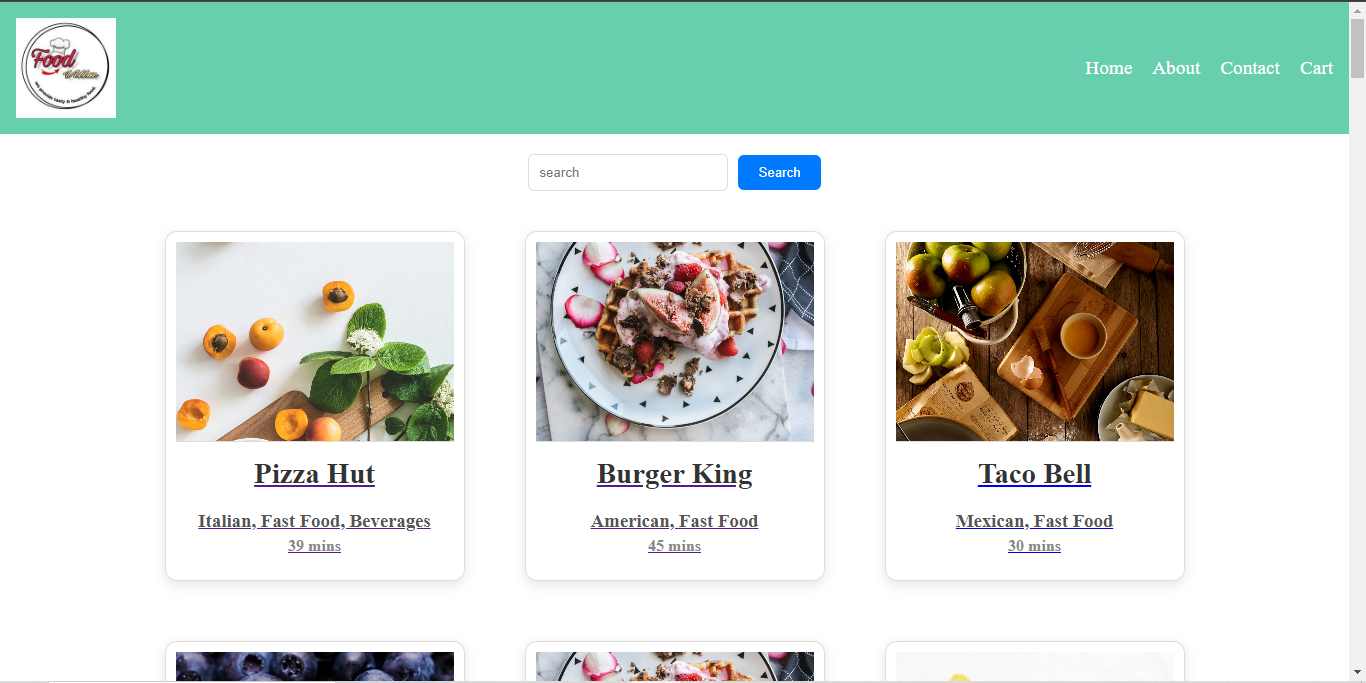 Food
Villa
we provide tasty & healthy food.
Home About Contact Cart
search Search
Pizza Hut
Italian, Fast Food, Beverages
39 mins
Burger King
American, Fast Food
45 mins
Taco Bell
Mexican, Fast Food
30 mins